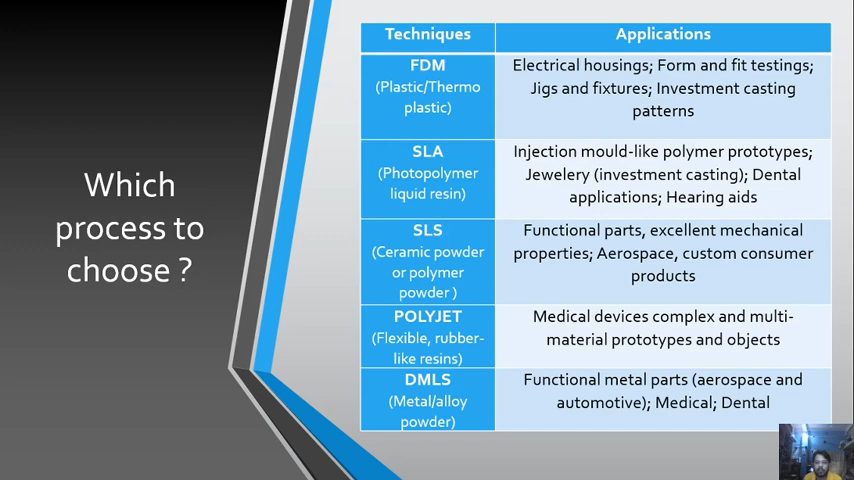 Which
process to
choose ?
Techniques
Applications
FDM
(Plastic/Thermo
plastic)
Electrical housings; Form and fit testings;
Jigs and fixtures; Investment casting
patterns
SLA
(Photopolymer
liquid resin)
Injection mould-like polymer prototypes;
Jewelery (investment casting); Dental
applications; Hearing aids
SLS
(Ceramic powder
or polymer
powder )
Functional parts, excellent mechanical
properties; Aerospace, custom consumer
products
POLYJET
(Flexible, rubber-
like resins)
Medical devices complex and multi-
material prototypes and objects
DMLS
(Metal/alloy
powder)
Functional metal parts (aerospace and
automotive); Medical; Dental